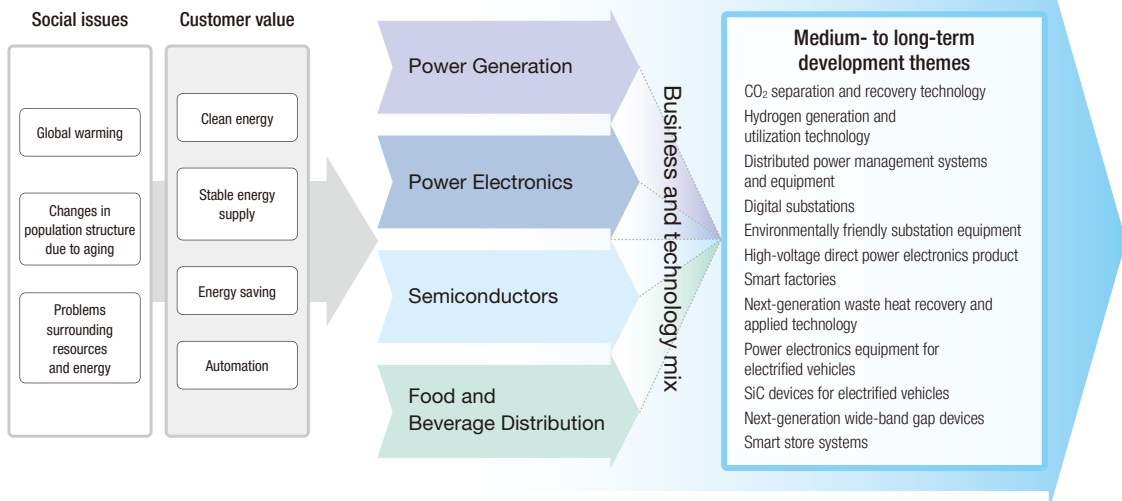 Social issues
Global warming
Changes in
population structure
due to aging
Problems
surrounding
resources
and energy
Customer value
Clean energy
Stable energy
supply
Energy saving
Automation
Power Generation
Power Electronics
Semiconductors
Food and
Beverage Distribution
Business and technology mix
Medium- to long-term
development themes
CO₂ separation and recovery technology
Hydrogen generation and
utilization technology
Distributed power management systems
and equipment
Digital substations
Environmentally friendly substation equipment
High-voltage direct power electronics product
Smart factories
Next-generation waste heat recovery and
applied technology
Power electronics equipment for
electrified vehicles
SiC devices for electrified vehicles
Next-generation wide-band gap devices
Smart store systems